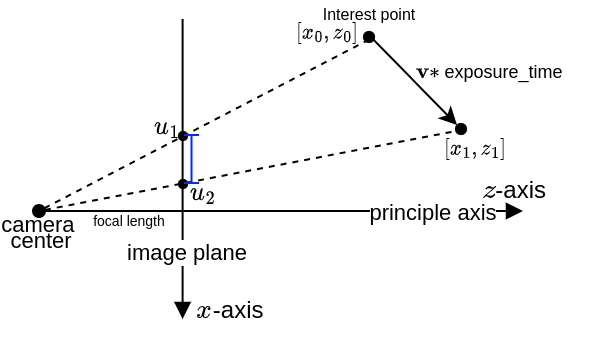 Interest point
[x₀, z₀]
v* exposure_time
u₁
[x₁, z₁]
u₂
z-axis
principle axis
camera
center
focal length
image plane
x-axis